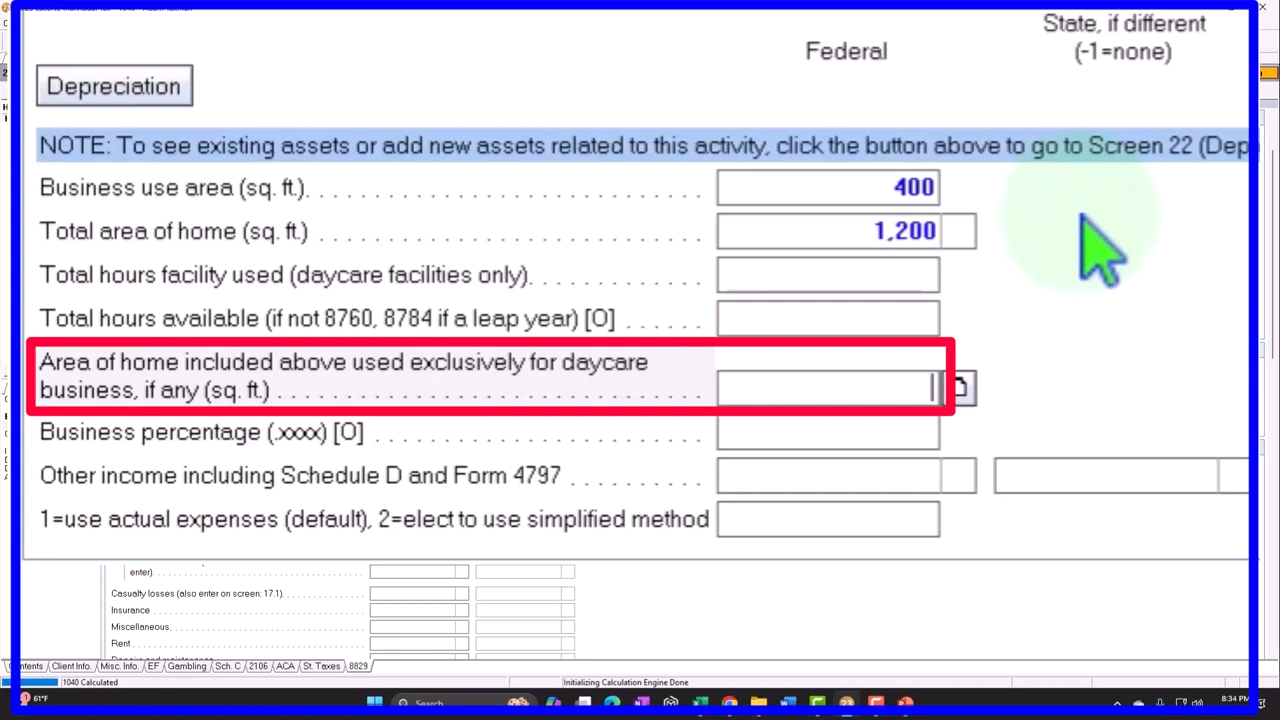 State, if different
Federal
(-1=none)
Depreciation
NOTE: To see existing assets or add new assets related to this activity, click the button above to go to Screen 22 (Dep
Business use area (sq. ft.)
400
Total area of home (sq. ft.)
1,200
Total hours facility used (daycare facilities only)
Total hours available (if not 8760, 8784 if a leap year) [O]
Area of home included above used exclusively for daycare
business, if any (sq. ft.)
Business percentage (.xxxx) [O]
Other income including Schedule D and Form 4797
1=use actual expenses (default), 2=elect to use simplified method
enter)
Casualty losses (also enter on screen: 17.1)
Insurance
Miscellaneous
Rent
Contents Client Info. Misc. Info. EF Gambling Sch. C 2106 ACA St. Taxes 8829
1040 Calculated
Initializing Calculation Engine Done
61°F
Search
8:34 PM